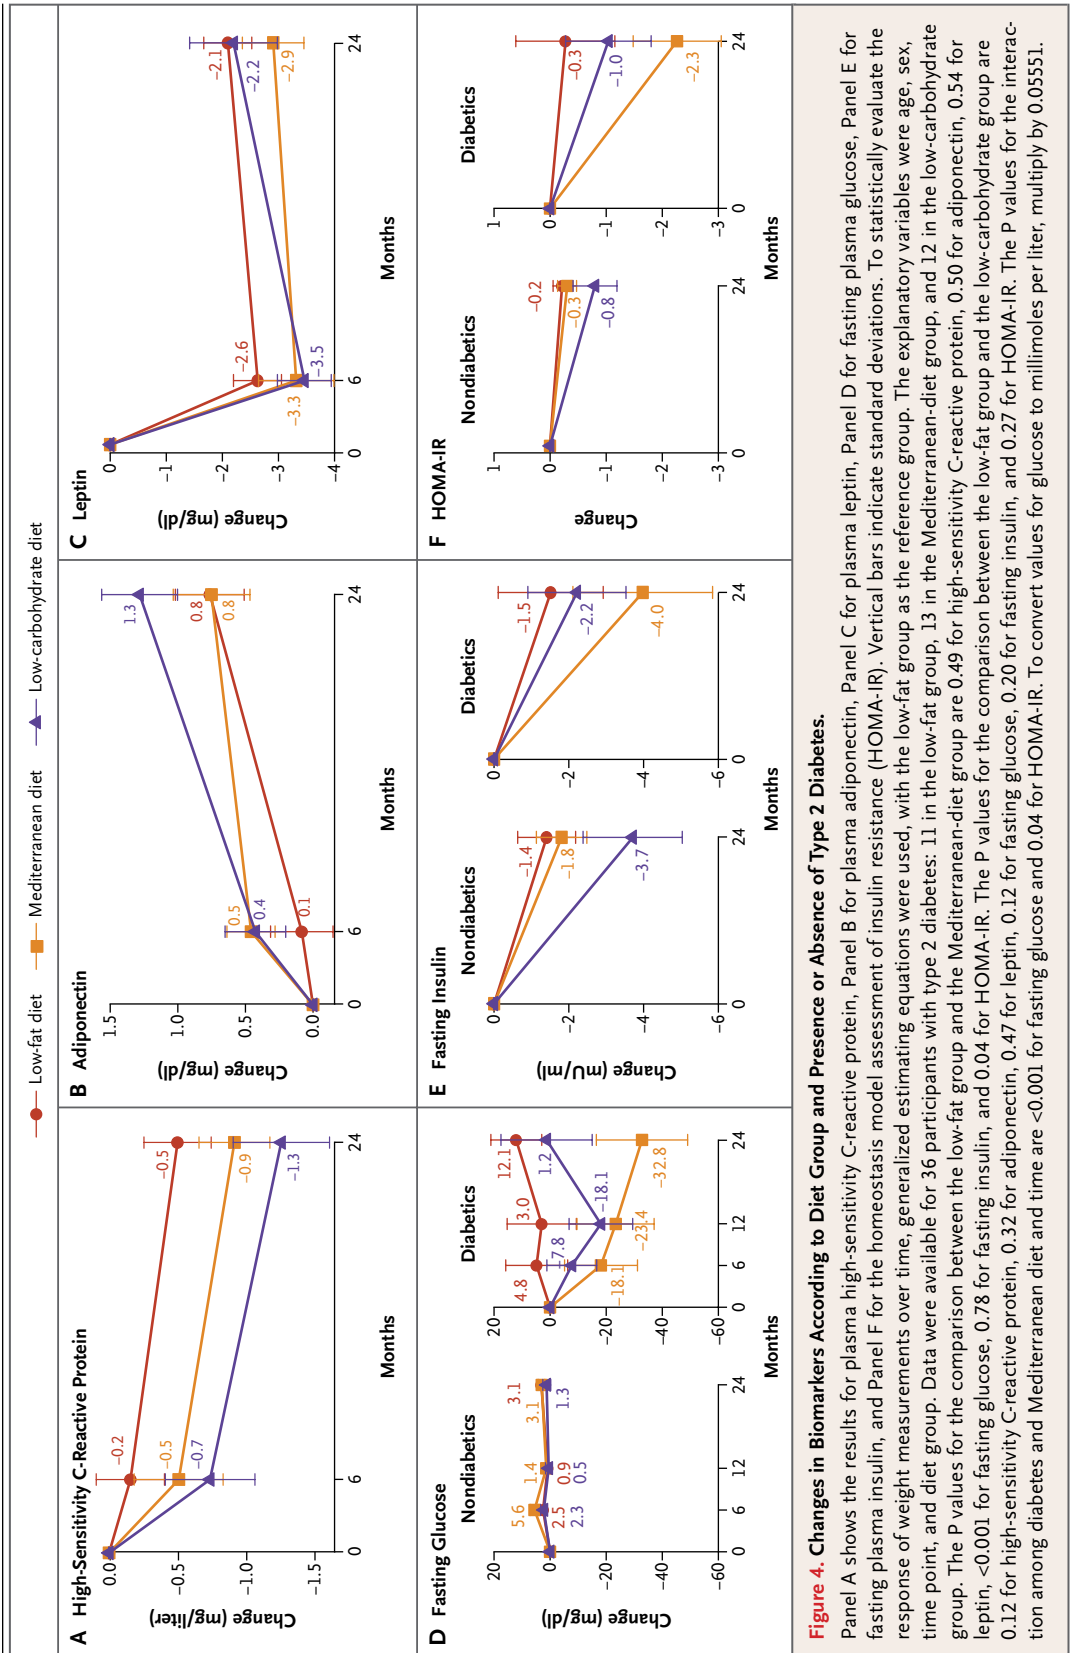 Low-fat diet Mediterranean diet Low-carbohydrate diet
A High-Sensitivity C-Reactive Protein
Change (mg/liter)
0.0
−0.5
−1.0
−1.5
−0.2
−0.5
−0.7
−0.5
−0.9
−1.3
0 6 24
Months
B Adiponectin
Change (mg/dl)
1.5
1.0
0.5
0.0
0.5
0.4
0.1
1.3
0.8
0.8
0 6 24
Months
C Leptin
Change (mg/dl)
0
−1
−2
−3
−4
−2.6
−3.3
−3.5
−2.1
−2.2
−2.9
0 6 24
Months
D Fasting Glucose
Nondiabetics Diabetics
Change (mg/dl)
20
0
−20
−40
−60
5.6
2.5
2.3
1.4
0.9
0.5
3.1
3.1
1.3
0 6 12 24
20
0
−20
−40
−60
4.8
−7.8
−18.1
3.0
−18.1
−23.4
12.1
1.2
−32.8
0 6 12 24
Months
E Fasting Insulin
Nondiabetics Diabetics
Change (mU/ml)
0
−2
−4
−6
−1.4
−1.8
−3.7
0 24
0
−2
−4
−6
−1.5
−2.2
−4.0
0 24
Months
F HOMA-IR
Nondiabetics Diabetics
Change
1
0
−1
−2
−3
−0.2
−0.3
−0.8
0 24
1
0
−1
−2
−3
−0.3
−1.0
−2.3
0 24
Months
Figure 4. Changes in Biomarkers According to Diet Group and Presence or Absence of Type 2 Diabetes.
Panel A shows the results for plasma high-sensitivity C-reactive protein, Panel B for plasma adiponectin, Panel C for plasma leptin, Panel D for fasting plasma glucose, Panel E for
fasting plasma insulin, and Panel F for the homeostasis model assessment of insulin resistance (HOMA-IR). Vertical bars indicate standard deviations. To statistically evaluate the
response of weight measurements over time, generalized estimating equations were used, with the low-fat group as the reference group. The explanatory variables were age, sex,
time point, and diet group. Data were available for 36 participants with type 2 diabetes: 11 in the low-fat group, 13 in the Mediterranean-diet group, and 12 in the low-carbohydrate
group. The P values for the comparison between the low-fat group and the Mediterranean-diet group are 0.49 for high-sensitivity C-reactive protein, 0.50 for adiponectin, 0.54 for
leptin, <0.001 for fasting glucose, 0.78 for fasting insulin, and 0.04 for HOMA-IR. The P values for the comparison between the low-fat group and the low-carbohydrate group are
0.12 for high-sensitivity C-reactive protein, 0.32 for adiponectin, 0.47 for leptin, 0.12 for fasting glucose, 0.20 for fasting insulin, and 0.27 for HOMA-IR. The P values for the interac-
tion among diabetes and Mediterranean diet and time are <0.001 for fasting glucose and 0.04 for HOMA-IR. To convert values for glucose to millimoles per liter, multiply by 0.05551.